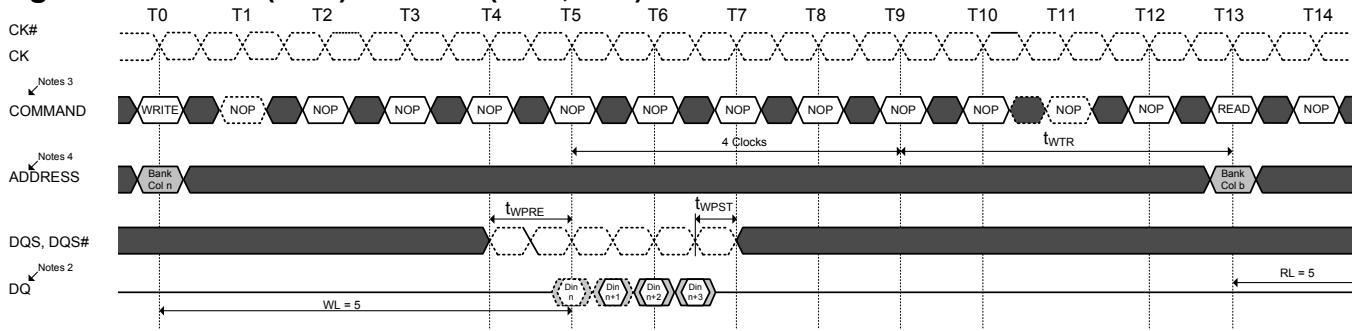 T0 T1 T2 T3 T4 T5 T6 T7 T8 T9 T10 T11 T12 T13 T14
CK#
CK
Notes 3
COMMAND WRITE NOP NOP NOP NOP NOP NOP NOP NOP NOP NOP NOP NOP READ NOP
4 Clocks tWTR
Notes 4
ADDRESS Bank Col n Bank Col b
tWPRE tWPST
DQS, DQS#
Notes 2
DQ Din n Din n+1 Din n+2 Din n+3 RL = 5
WL = 5